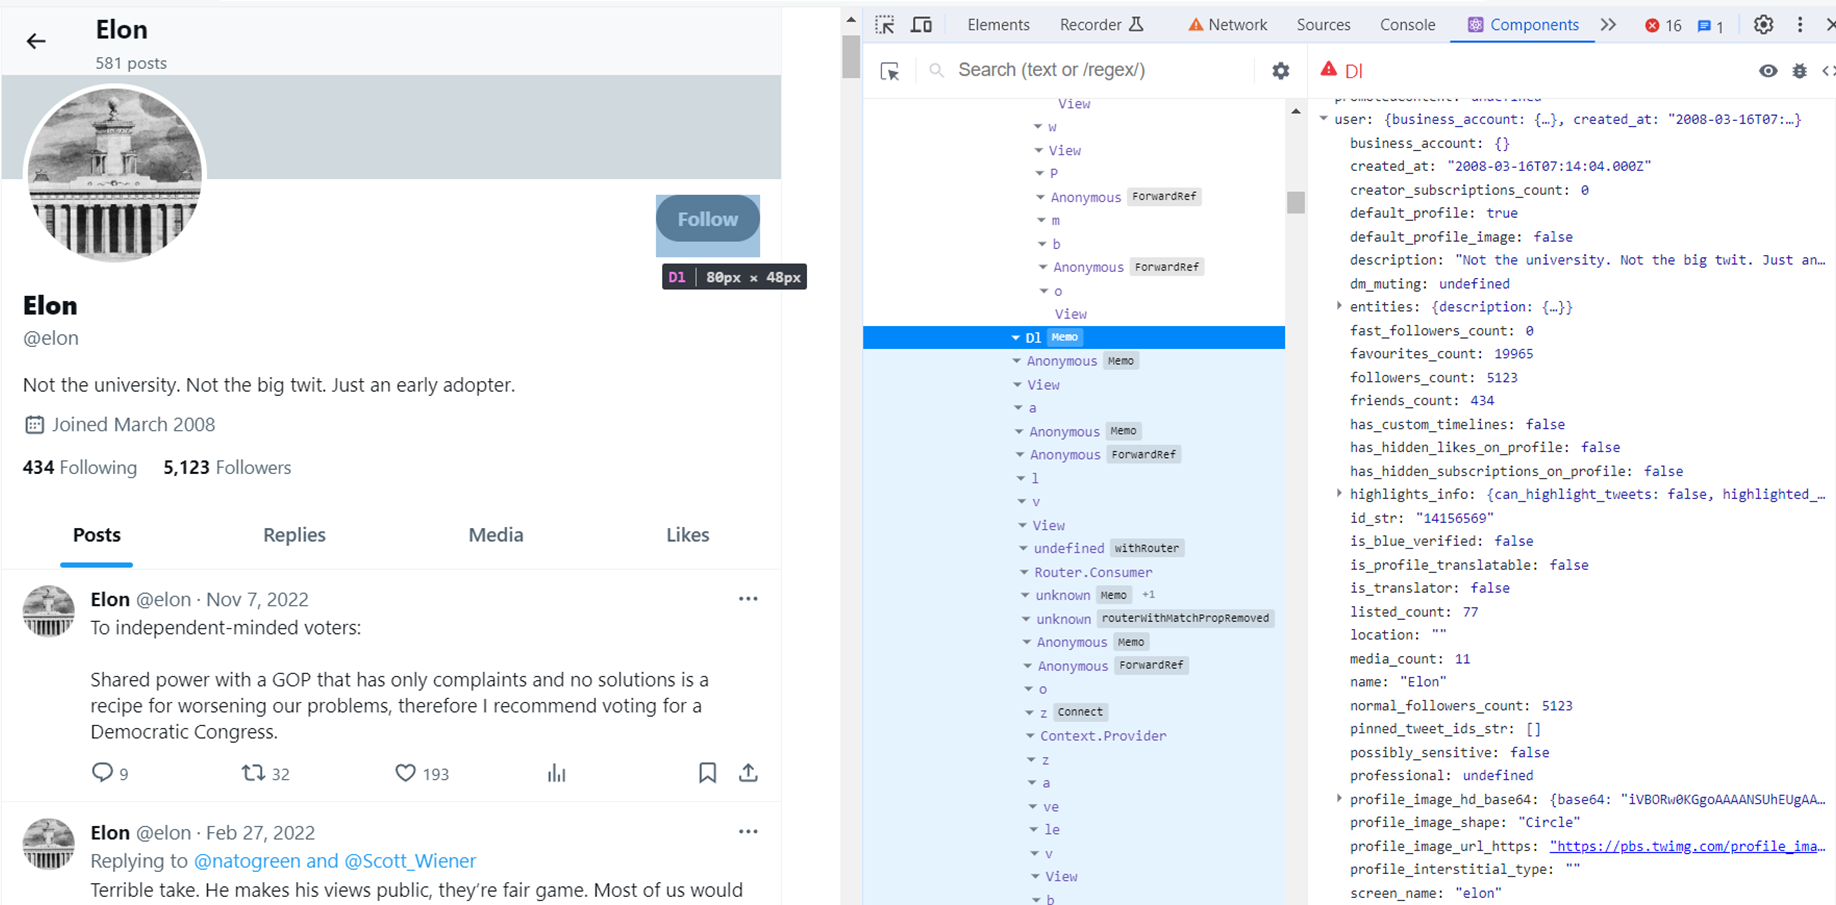 Elon
581 posts
Follow
Dl 80px × 48px
Elon
@elon
Not the university. Not the big twit. Just an early adopter.
Joined March 2008
434 Following 5,123 Followers
Posts Replies Media Likes
Elon @elon · Nov 7, 2022
To independent-minded voters:
Shared power with a GOP that has only complaints and no solutions is a
recipe for worsening our problems, therefore I recommend voting for a
Democratic Congress.
9 32 193
Elon @elon · Feb 27, 2022
Replying to @natogreen and @Scott_Wiener
Terrible take. He makes his views public, they're fair game. Most of us would
Elements Recorder Network Sources Console Components 16 1
Search (text or /regex/)
View
w
View
P
Anonymous ForwardRef
m
b
Anonymous ForwardRef
o
View
Dl Memo
Anonymous Memo
View
a
Anonymous Memo
Anonymous ForwardRef
l
v
View
undefined withRouter
Router.Consumer
unknown Memo +1
unknown routerWithMatchPropRemoved
Anonymous Memo
Anonymous ForwardRef
o
z Connect
Context.Provider
z
a
ve
le
v
View
b
Dl
promotedContent: undefined
user: {business_account: {…}, created_at: "2008-03-16T07:…}
business_account: {}
created_at: "2008-03-16T07:14:04.000Z"
creator_subscriptions_count: 0
default_profile: true
default_profile_image: false
description: "Not the university. Not the big twit. Just an…
dm_muting: undefined
entities: {description: {…}}
fast_followers_count: 0
favourites_count: 19965
followers_count: 5123
friends_count: 434
has_custom_timelines: false
has_hidden_likes_on_profile: false
has_hidden_subscriptions_on_profile: false
highlights_info: {can_highlight_tweets: false, highlighted_…
id_str: "14156569"
is_blue_verified: false
is_profile_translatable: false
is_translator: false
listed_count: 77
location: ""
media_count: 11
name: "Elon"
normal_followers_count: 5123
pinned_tweet_ids_str: []
possibly_sensitive: false
professional: undefined
profile_image_hd_base64: {base64: "iVBORw0KGgoAAAANSUhEUgAA…
profile_image_shape: "Circle"
profile_image_url_https: "https://pbs.twimg.com/profile_ima…
profile_interstitial_type: ""
screen_name: "elon"